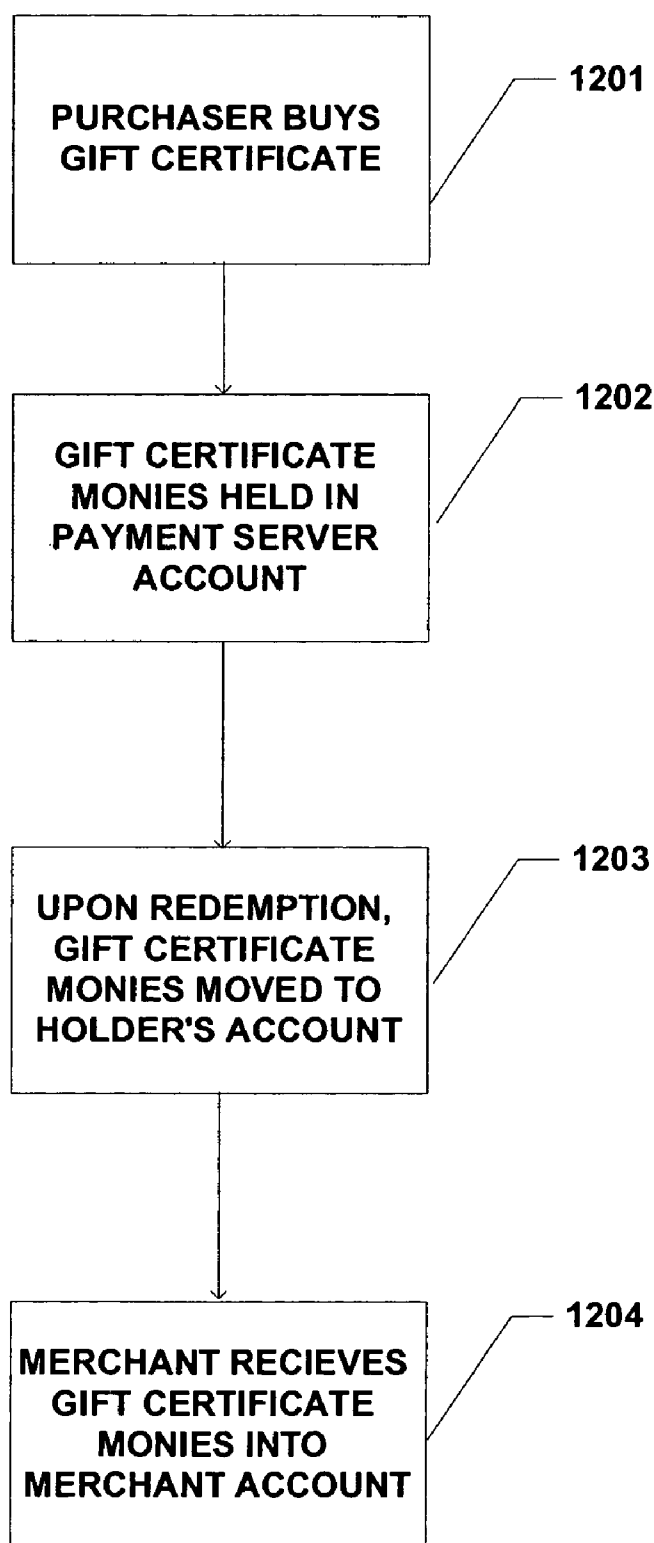 PURCHASER BUYS
GIFT CERTIFICATE
1201
GIFT CERTIFICATE
MONIES HELD IN
PAYMENT SERVER
ACCOUNT
1202
UPON REDEMPTION,
GIFT CERTIFICATE
MONIES MOVED TO
HOLDER'S ACCOUNT
1203
MERCHANT RECIEVES
GIFT CERTIFICATE
MONIES INTO
MERCHANT ACCOUNT
1204